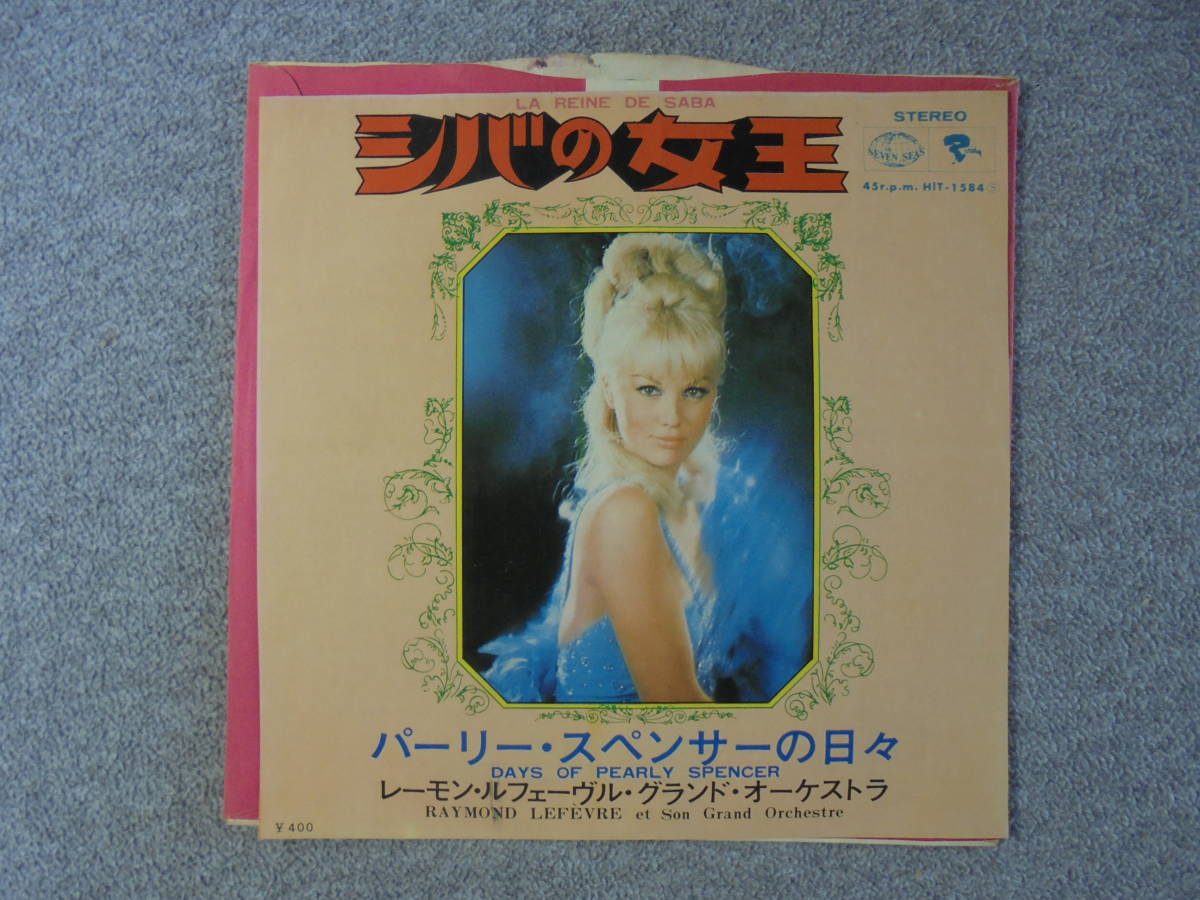 LA REINE DE SABA
シバの女王
STEREO
SEVEN SEAS
45r.p.m. HIT-1584 Ⓢ
パーリー・スペンサーの日々
DAYS OF PEARLY SPENCER
レーモン・ルフェーヴル・グランド・オーケストラ
RAYMOND LEFÈVRE et Son Grand Orchestre
¥400